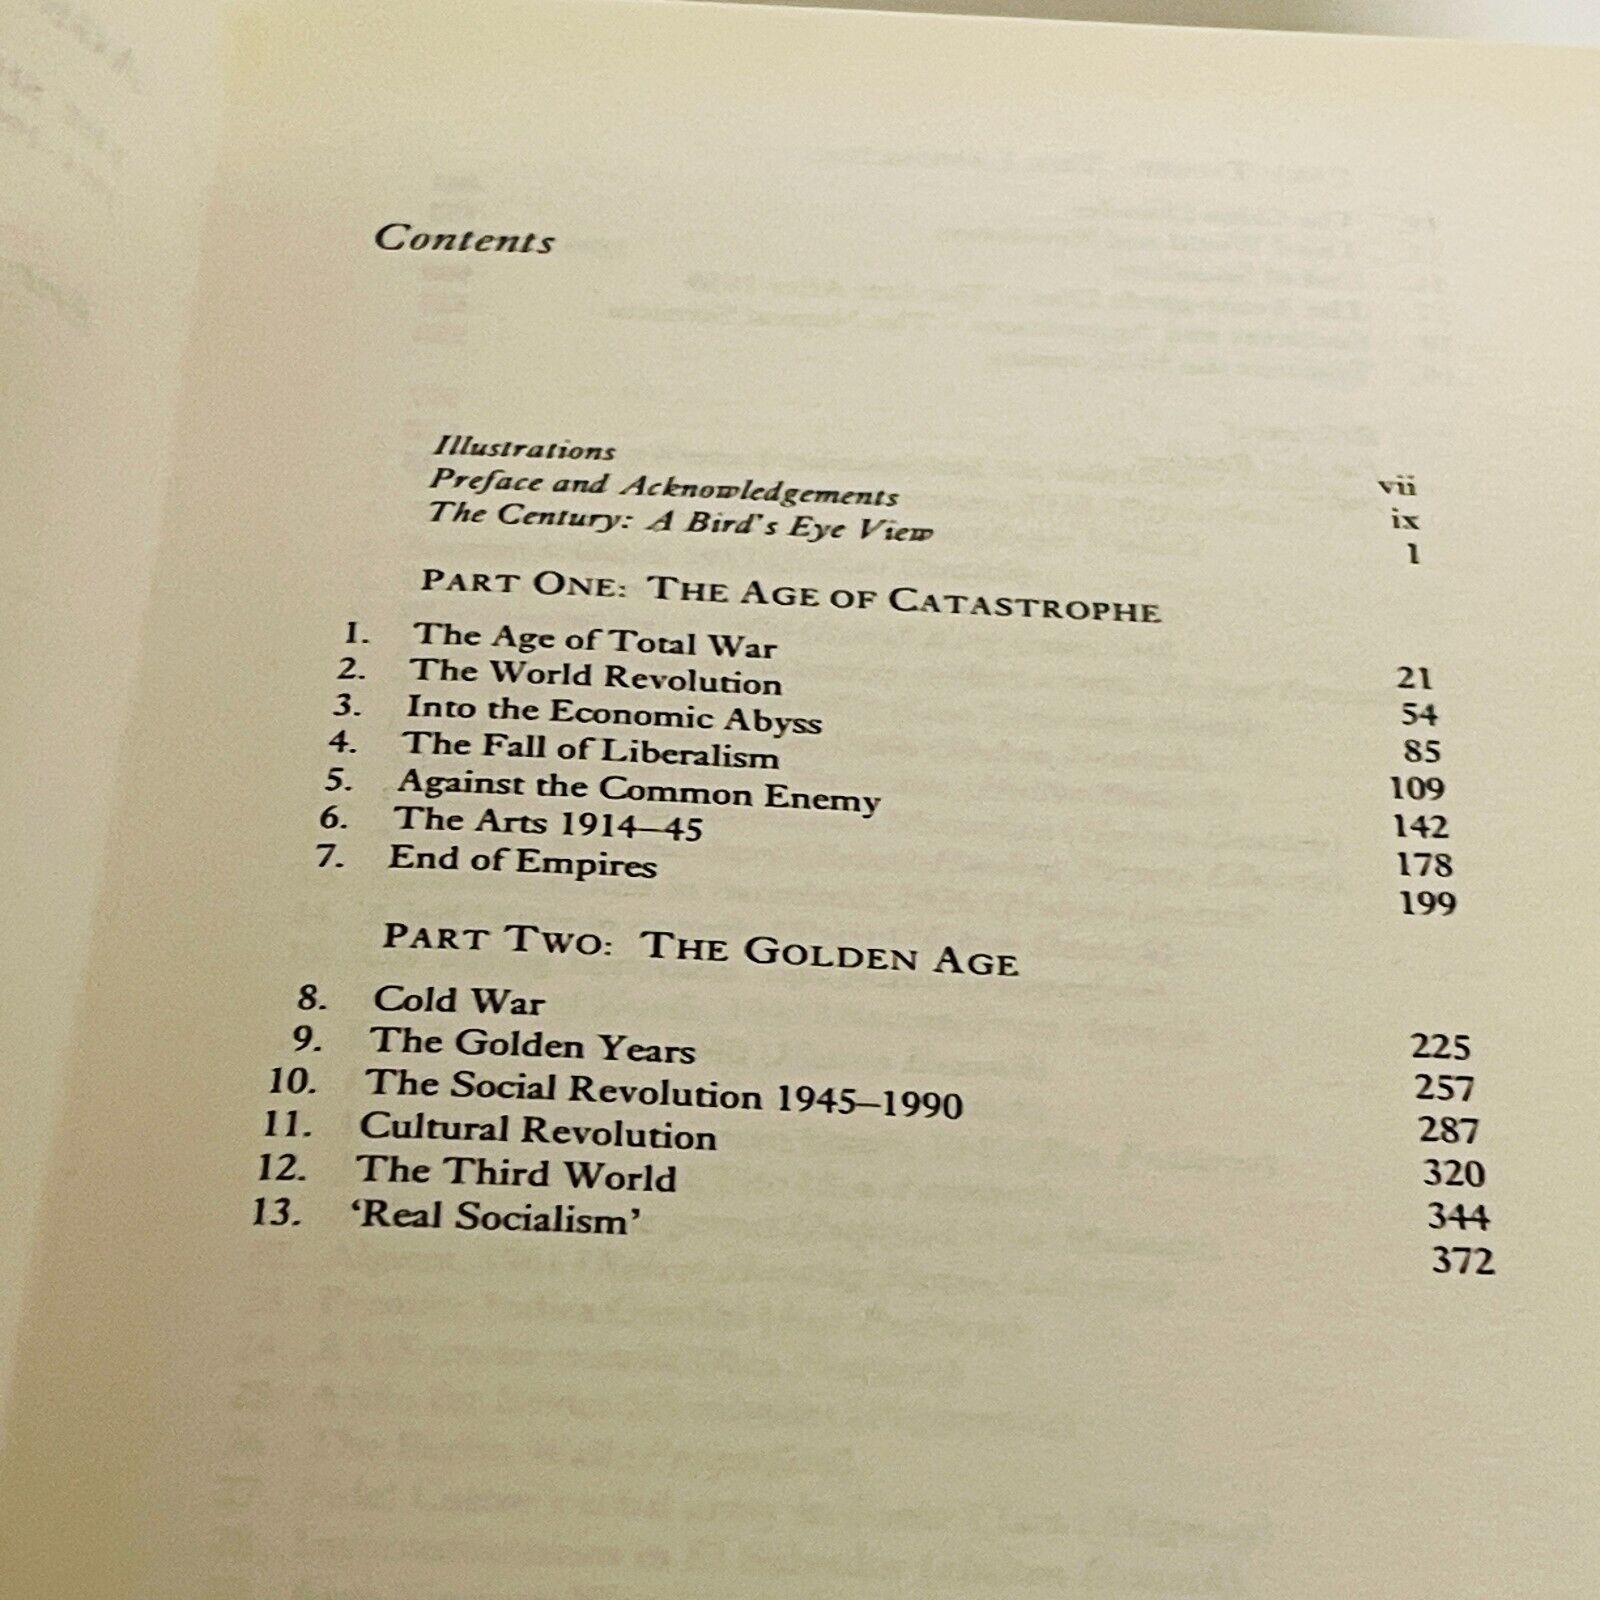 Contents
Illustrations vii
Preface and Acknowledgements ix
The Century: A Bird's Eye View 1
PART ONE: THE AGE OF CATASTROPHE
1. The Age of Total War 21
2. The World Revolution 54
3. Into the Economic Abyss 85
4. The Fall of Liberalism 109
5. Against the Common Enemy 142
6. The Arts 1914–45 178
7. End of Empires 199
PART TWO: THE GOLDEN AGE
8. Cold War 225
9. The Golden Years 257
10. The Social Revolution 1945–1990 287
11. Cultural Revolution 320
12. The Third World 344
13. ‘Real Socialism’ 372